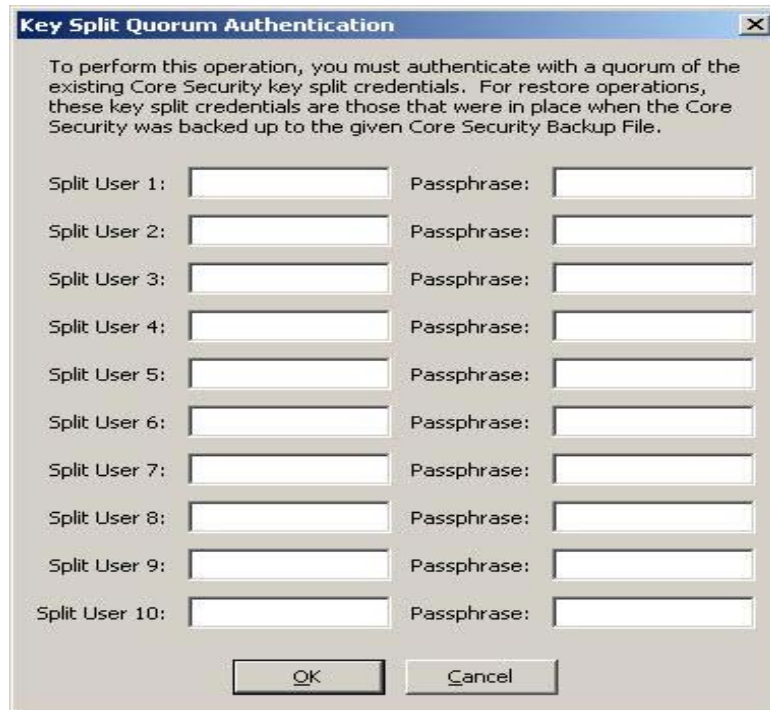 Key Split Quorum Authentication
To perform this operation, you must authenticate with a quorum of the
existing Core Security key split credentials. For restore operations,
these key split credentials are those that were in place when the Core
Security was backed up to the given Core Security Backup File.
Split User 1: Passphrase:
Split User 2: Passphrase:
Split User 3: Passphrase:
Split User 4: Passphrase:
Split User 5: Passphrase:
Split User 6: Passphrase:
Split User 7: Passphrase:
Split User 8: Passphrase:
Split User 9: Passphrase:
Split User 10: Passphrase:
OK Cancel